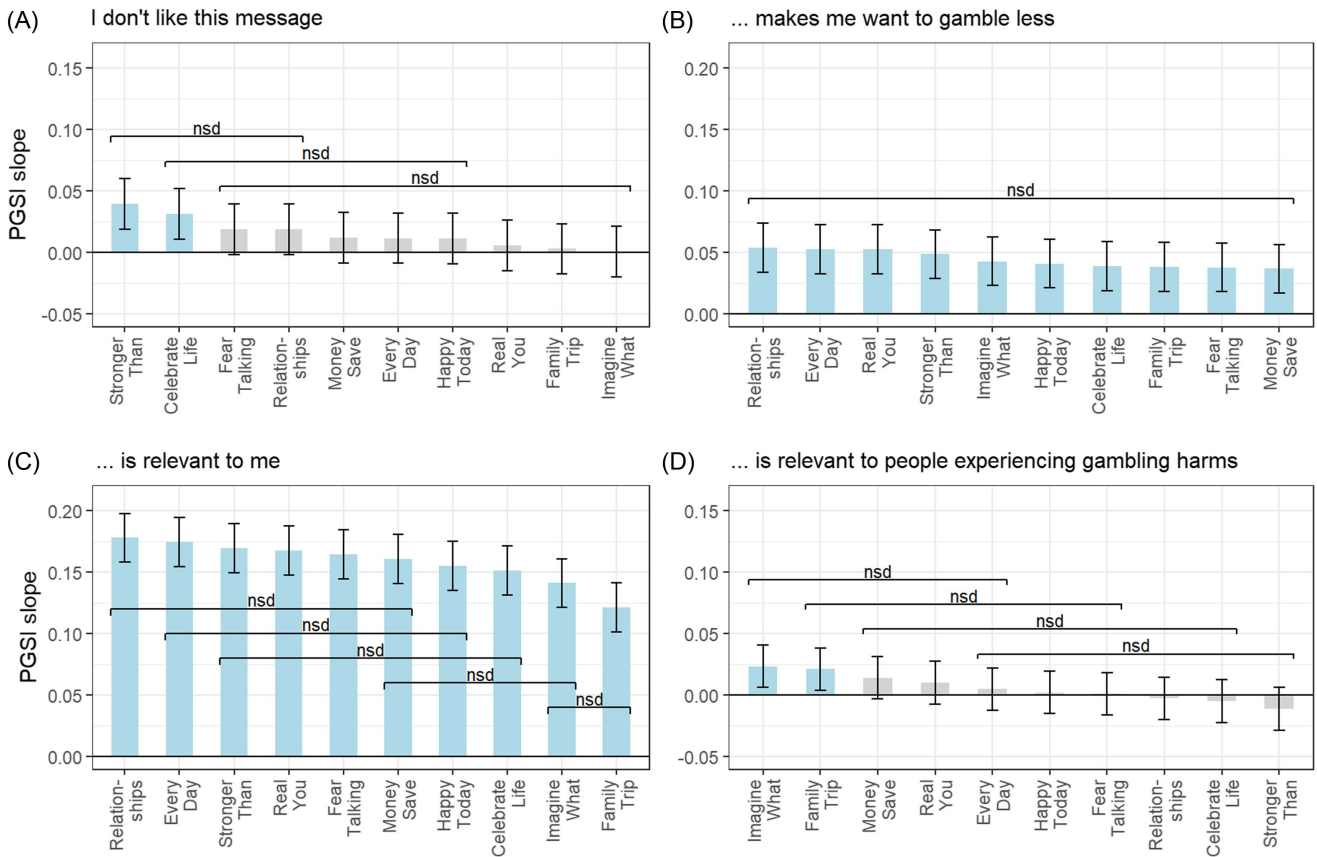 (A)
I don't like this message
PGSI slope
0.15
0.10
0.05
0.00
-0.05
nsd
nsd
nsd
Stronger
Than
Celebrate
Life
Fear
Talking
Relation-
ships
Money
Save
Every
Day
Happy
Today
Real
You
Family
Trip
Imagine
What
(B)
... makes me want to gamble less
0.20
0.15
0.10
0.05
0.00
nsd
Relation-
ships
Every
Day
Real
You
Stronger
Than
Imagine
What
Happy
Today
Celebrate
Life
Family
Trip
Fear
Talking
Money
Save
(C)
... is relevant to me
PGSI slope
0.20
0.15
0.10
0.05
0.00
nsd
nsd
nsd
nsd
nsd
Relation-
ships
Every
Day
Stronger
Than
Real
You
Fear
Talking
Money
Save
Happy
Today
Celebrate
Life
Imagine
What
Family
Trip
(D)
... is relevant to people experiencing gambling harms
0.15
0.10
0.05
0.00
-0.05
nsd
nsd
nsd
nsd
Imagine
What
Family
Trip
Money
Save
Real
You
Every
Day
Happy
Today
Fear
Talking
Relation-
ships
Celebrate
Life
Stronger
Than